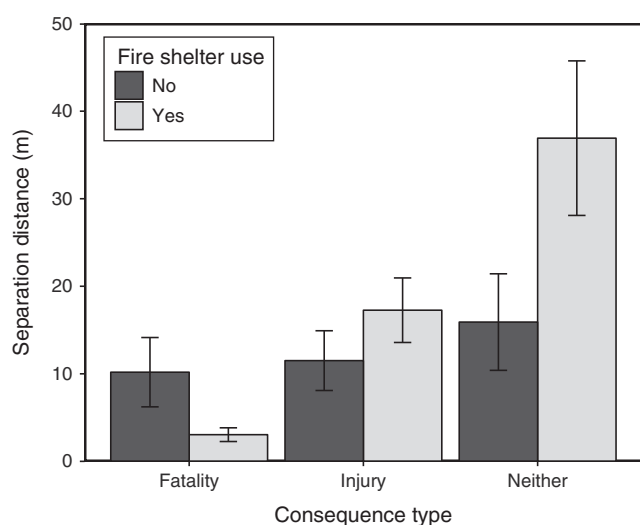 50
40
30
20
10
0
Separation distance (m)
Fire shelter use
No
Yes
Fatality
Injury
Neither
Consequence type